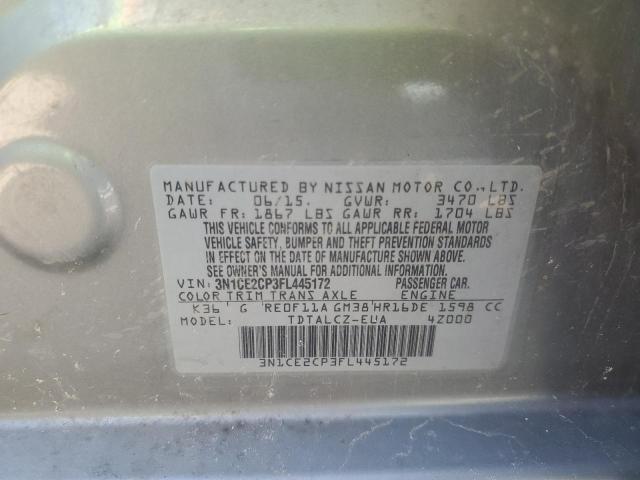 MANUFACTURED BY NISSAN MOTOR CO.,LTD.
DATE: 06/15. GVWR: 3470 LBS
GAWR FR: 1867 LBS GAWR RR: 1704 LBS
THIS VEHICLE CONFORMS TO ALL APPLICABLE FEDERAL MOTOR
VEHICLE SAFETY, BUMPER AND THEFT PREVENTION STANDARDS
IN EFFECT ON THE DATE OF MANUFACTURE SHOWN ABOVE.
SEE OWNER'S MANUAL FOR ADDITIONAL INFORMATION.
VIN: 3N1CE2CP3FL445172 PASSENGER CAR.
COLOR TRIM TRANS AXLE ENGINE
K36 G RE0F11A GM38 HR16DE 1598 CC
MODEL: TDTALCZ-EUA 4Z000
3N1CE2CP3FL445172